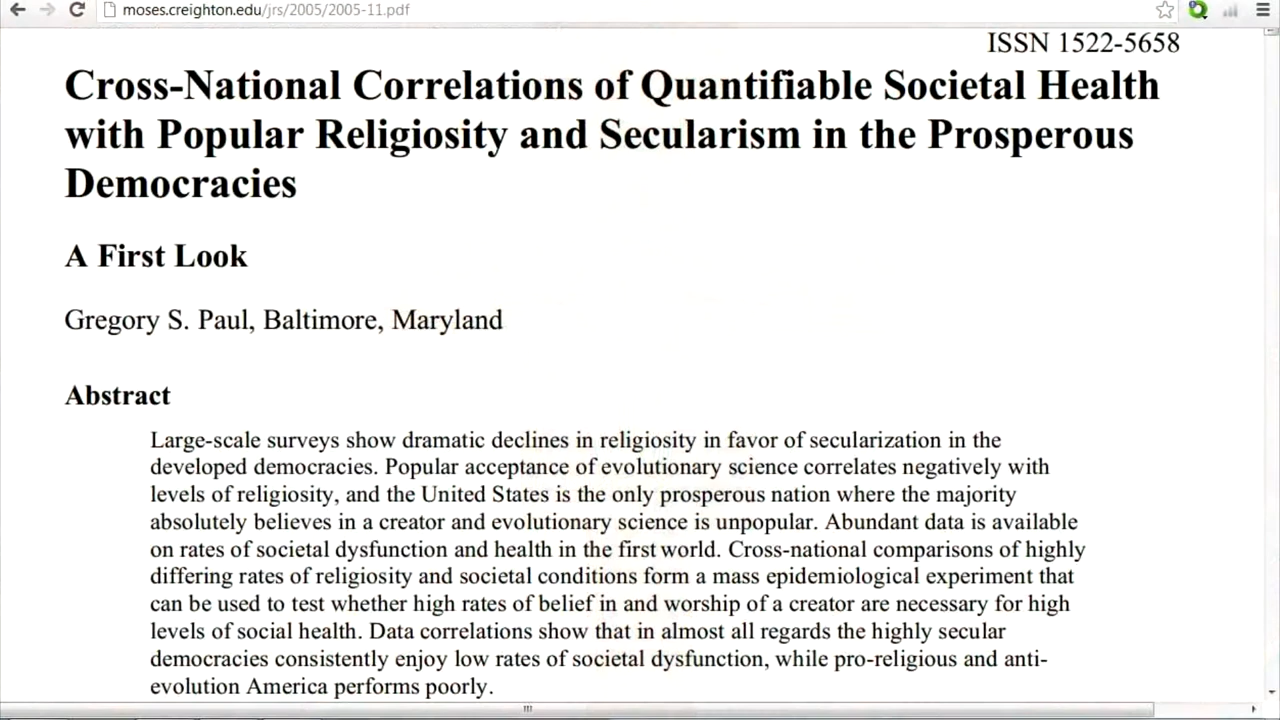 moses.creighton.edu/jrs/2005/2005-11.pdf
ISSN 1522-5658
Cross-National Correlations of Quantifiable Societal Health
with Popular Religiosity and Secularism in the Prosperous
Democracies
A First Look
Gregory S. Paul, Baltimore, Maryland
Abstract
Large-scale surveys show dramatic declines in religiosity in favor of secularization in the
developed democracies. Popular acceptance of evolutionary science correlates negatively with
levels of religiosity, and the United States is the only prosperous nation where the majority
absolutely believes in a creator and evolutionary science is unpopular. Abundant data is available
on rates of societal dysfunction and health in the first world. Cross-national comparisons of highly
differing rates of religiosity and societal conditions form a mass epidemiological experiment that
can be used to test whether high rates of belief in and worship of a creator are necessary for high
levels of social health. Data correlations show that in almost all regards the highly secular
democracies consistently enjoy low rates of societal dysfunction, while pro-religious and anti-
evolution America performs poorly.